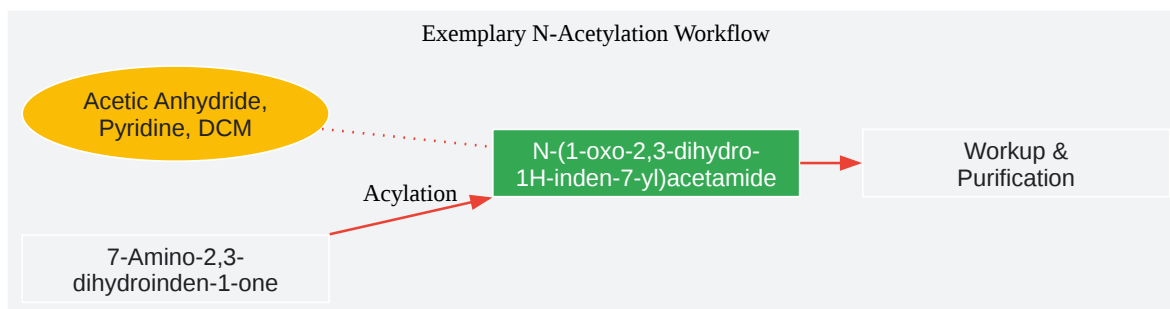 Exemplary N-Acetylation Workflow
Acetic Anhydride,
Pyridine, DCM
N-(1-oxo-2,3-dihydro-
1H-inden-7-yl)acetamide
Workup &
Purification
Acylation
7-Amino-2,3-
dihydroinden-1-one